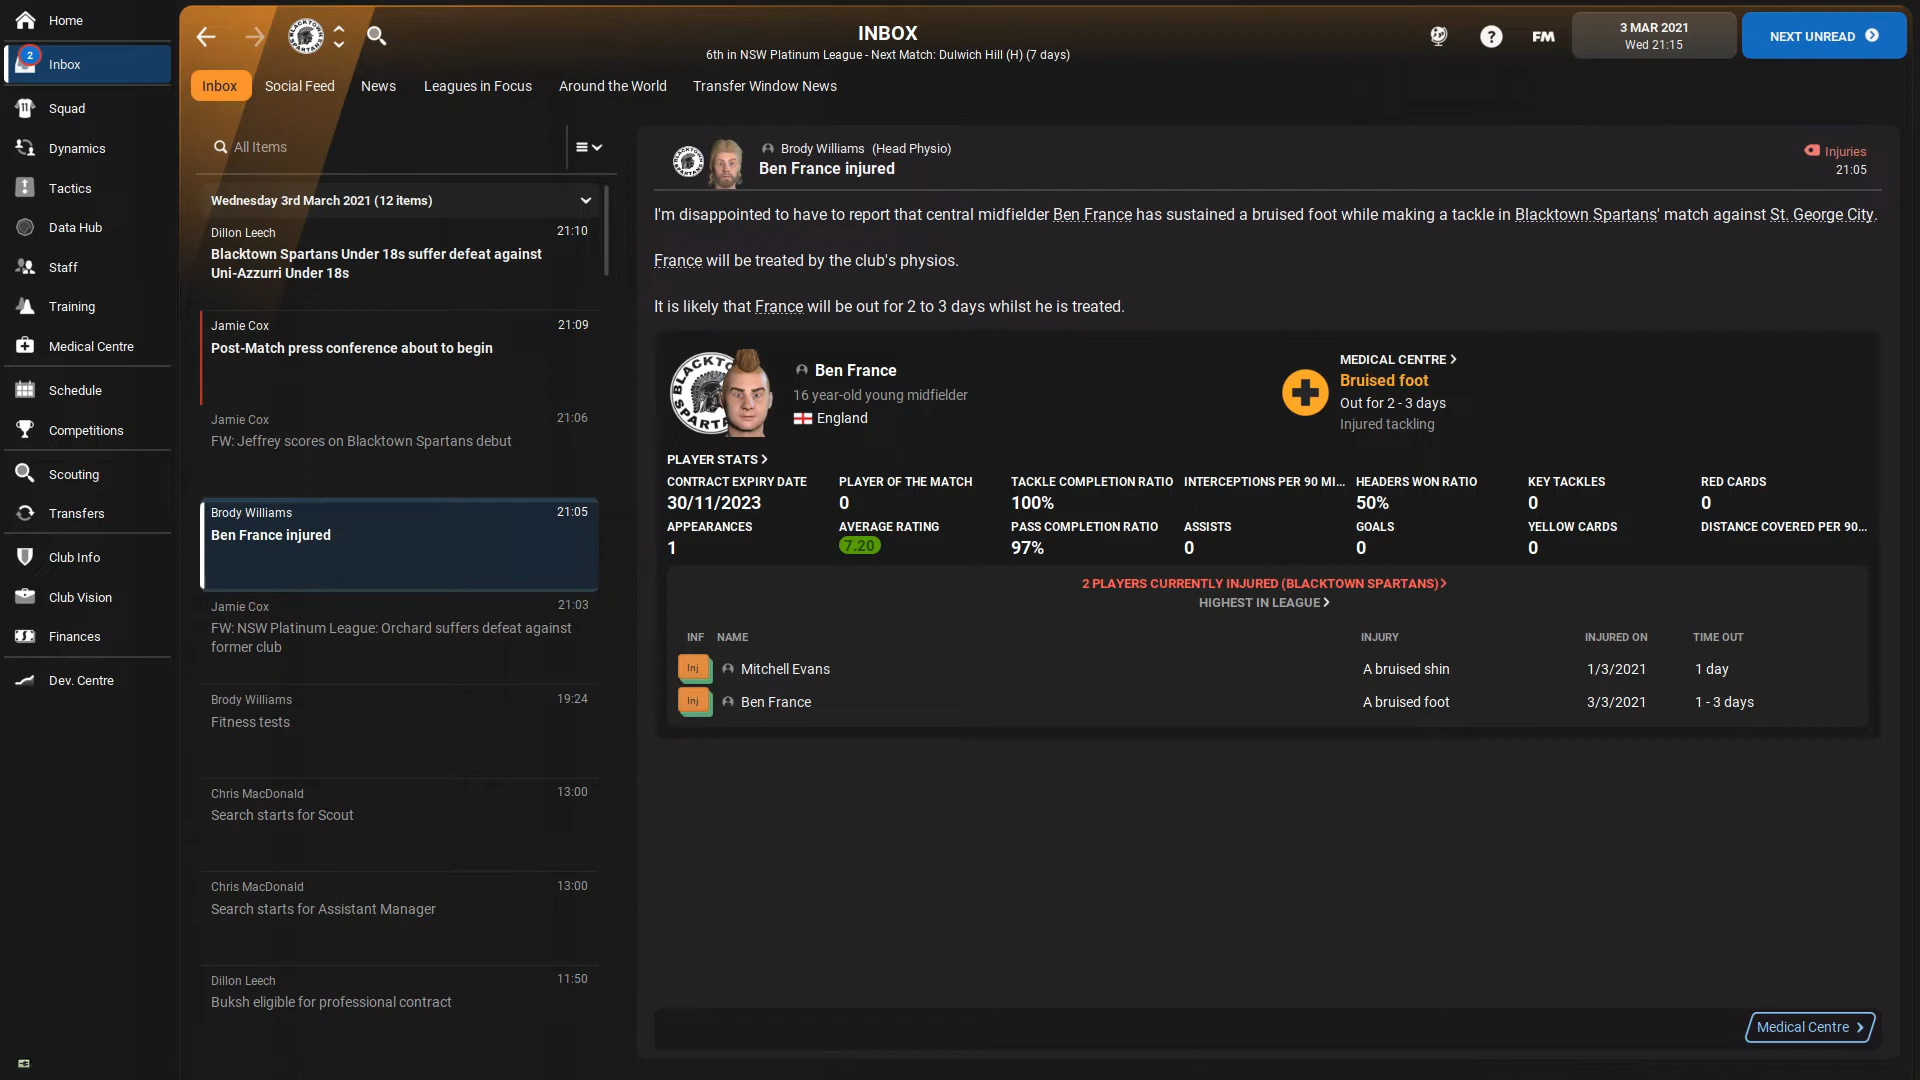 Home
2
Inbox
Squad
Dynamics
Tactics
Data Hub
Staff
Training
Medical Centre
Schedule
Competitions
Scouting
Transfers
Club Info
Club Vision
Finances
Dev. Centre
INBOX
6th in NSW Platinum League - Next Match: Dulwich Hill (H) (7 days)
FM
3 MAR 2021
Wed 21:15
NEXT UNREAD
Inbox
Social Feed
News
Leagues in Focus
Around the World
Transfer Window News
All Items
Wednesday 3rd March 2021 (12 items)
Dillon Leech 21:10
Blacktown Spartans Under 18s suffer defeat against
Uni-Azzurri Under 18s
Jamie Cox 21:09
Post-Match press conference about to begin
Jamie Cox 21:06
FW: Jeffrey scores on Blacktown Spartans debut
Brody Williams 21:05
Ben France injured
Jamie Cox 21:03
FW: NSW Platinum League: Orchard suffers defeat against
former club
Brody Williams 19:24
Fitness tests
Chris MacDonald 13:00
Search starts for Scout
Chris MacDonald 13:00
Search starts for Assistant Manager
Dillon Leech 11:50
Buksh eligible for professional contract
Brody Williams (Head Physio)
Ben France injured
Injuries
21:05
I'm disappointed to have to report that central midfielder Ben France has sustained a bruised foot while making a tackle in Blacktown Spartans' match against St. George City.
France will be treated by the club's physios.
It is likely that France will be out for 2 to 3 days whilst he is treated.
BLACKTOWN SPARTA
Ben France
16 year-old young midfielder
England
MEDICAL CENTRE
Bruised foot
Out for 2 - 3 days
Injured tackling
PLAYER STATS
CONTRACT EXPIRY DATE PLAYER OF THE MATCH TACKLE COMPLETION RATIO INTERCEPTIONS PER 90 MI... HEADERS WON RATIO KEY TACKLES RED CARDS
30/11/2023 0 100% 50% 0 0
APPEARANCES AVERAGE RATING PASS COMPLETION RATIO ASSISTS GOALS YELLOW CARDS DISTANCE COVERED PER 90...
1 7.20 97% 0 0 0
2 PLAYERS CURRENTLY INJURED (BLACKTOWN SPARTANS)
HIGHEST IN LEAGUE
INF NAME INJURY INJURED ON TIME OUT
Inj Mitchell Evans A bruised shin 1/3/2021 1 day
Inj Ben France A bruised foot 3/3/2021 1 - 3 days
Medical Centre